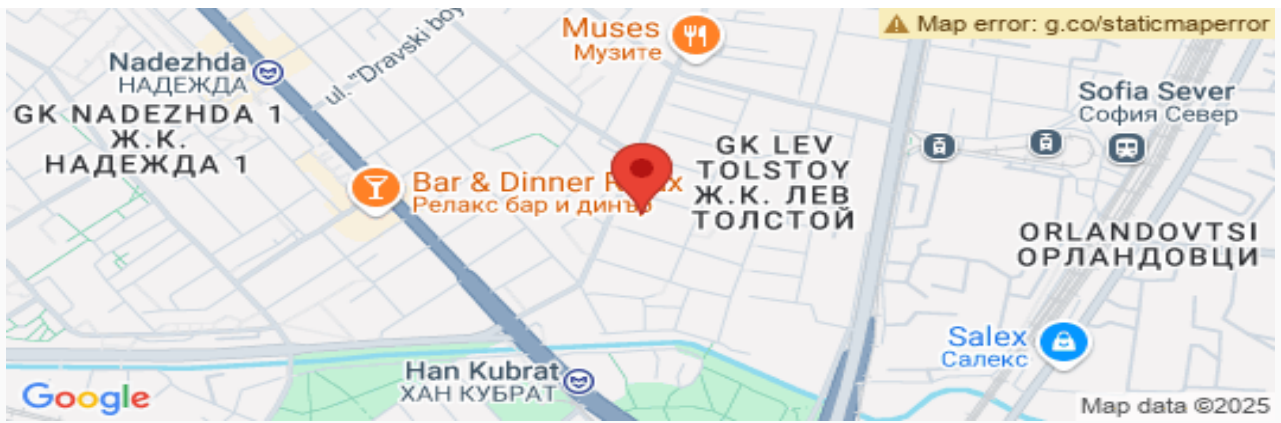 Muses
Музите
Map error: g.co/staticmaperror
Nadezhda
НАДЕЖДА
ul. "Dravski boy
Sofia Sever
София Север
GK NADEZHDA 1
Ж.К.
НАДЕЖДА 1
GK LEV
TOLSTOY
Ж.К. ЛЕВ
ТОЛСТОЙ
Bar & Dinner R x
Релакс бар и динър
ORLANDOVTSI
ОРЛАНДОВЦИ
Salex
Салекс
Han Kubrat
ХАН КУБРАТ
Google
Map data ©2025